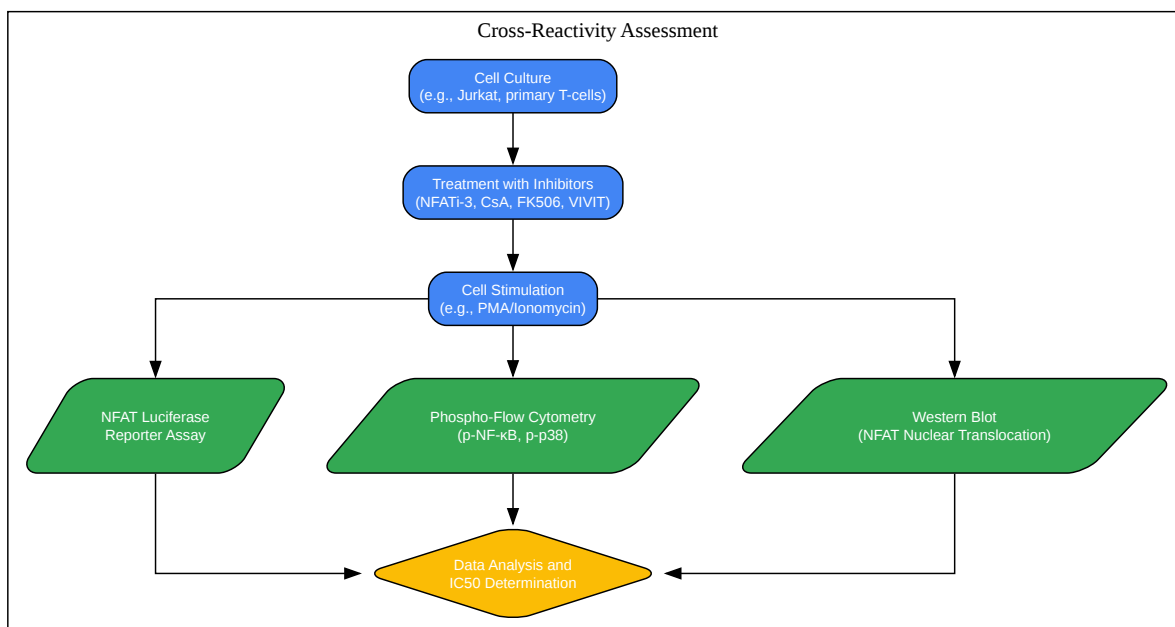 Cross-Reactivity Assessment
Cell Culture
(e.g., Jurkat, primary T-cells)
Treatment with Inhibitors
(NFATi-3, CsA, FK506, VIVIT)
Cell Stimulation
(e.g., PMA/Ionomycin)
NFAT Luciferase
Reporter Assay
Phospho-Flow Cytometry
(p-NF-κB, p-p38)
Western Blot
(NFAT Nuclear Translocation)
Data Analysis and
IC50 Determination